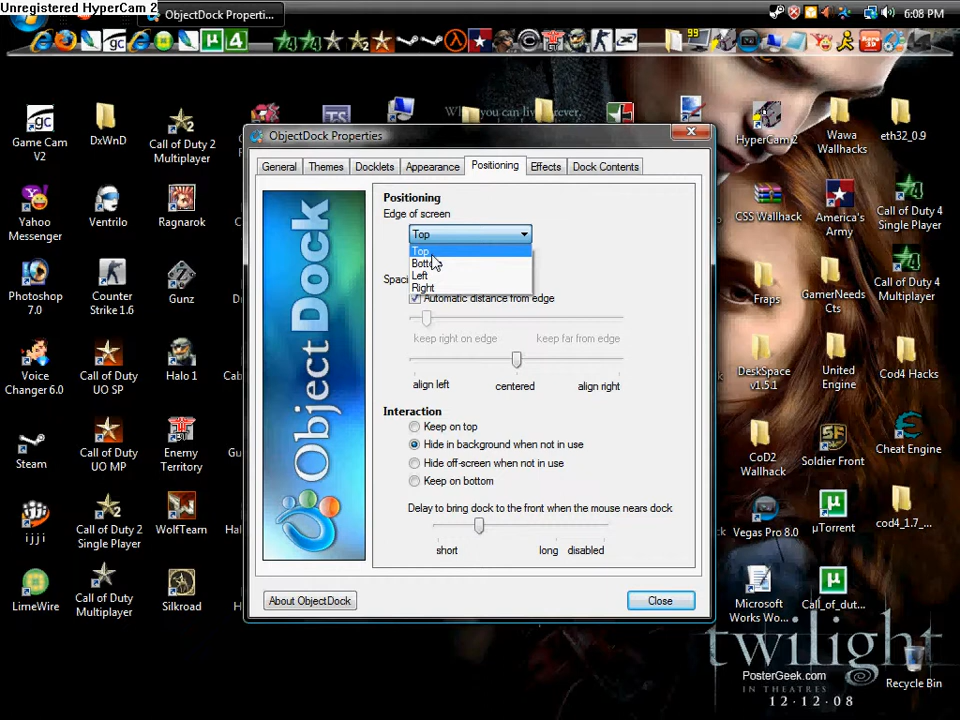 Unregistered HyperCam 2
ObjectDock Properti...
6:08 PM
99
When you can live forever,
Game Cam
V2
DxWnD
Call of Duty 2
Multiplayer
HyperCam 2
Wawa
Wallhacks
eth32_0.9
Yahoo
Messenger
Ventrilo
Ragnarok
CSS Wallhack
America's
Army
Call of Duty 4
Single Player
Photoshop
7.0
Counter
Strike 1.6
Gunz
Fraps
GamerNeeds
Cts
Call of Duty 4
Multiplayer
Voice
Changer 6.0
Call of Duty
UO SP
Halo 1
DeskSpace
v1.5.1
United
Engine
Cod4 Hacks
Steam
Call of Duty
UO MP
Enemy
Territory
CoD2
Wallhack
Soldier Front
Cheat Engine
ijji
Call of Duty 2
Single Player
WolfTeam
Vegas Pro 8.0
µTorrent
cod4_1.7_...
LimeWire
Call of Duty
Multiplayer
Silkroad
Microsoft
Works Wo...
Call_of_dut...
Recycle Bin
ObjectDock Properties
General
Themes
Docklets
Appearance
Positioning
Effects
Dock Contents
ObjectDock
Positioning
Edge of screen
Top
Top
Left
Right
Automatic distance from edge
keep right on edge
keep far from edge
align left
centered
align right
Interaction
Keep on top
Hide in background when not in use
Hide off-screen when not in use
Keep on bottom
Delay to bring dock to the front when the mouse nears dock
short
long
disabled
About ObjectDock
Close
twilight
PosterGeek.com
IN THEATRES
12·12·08